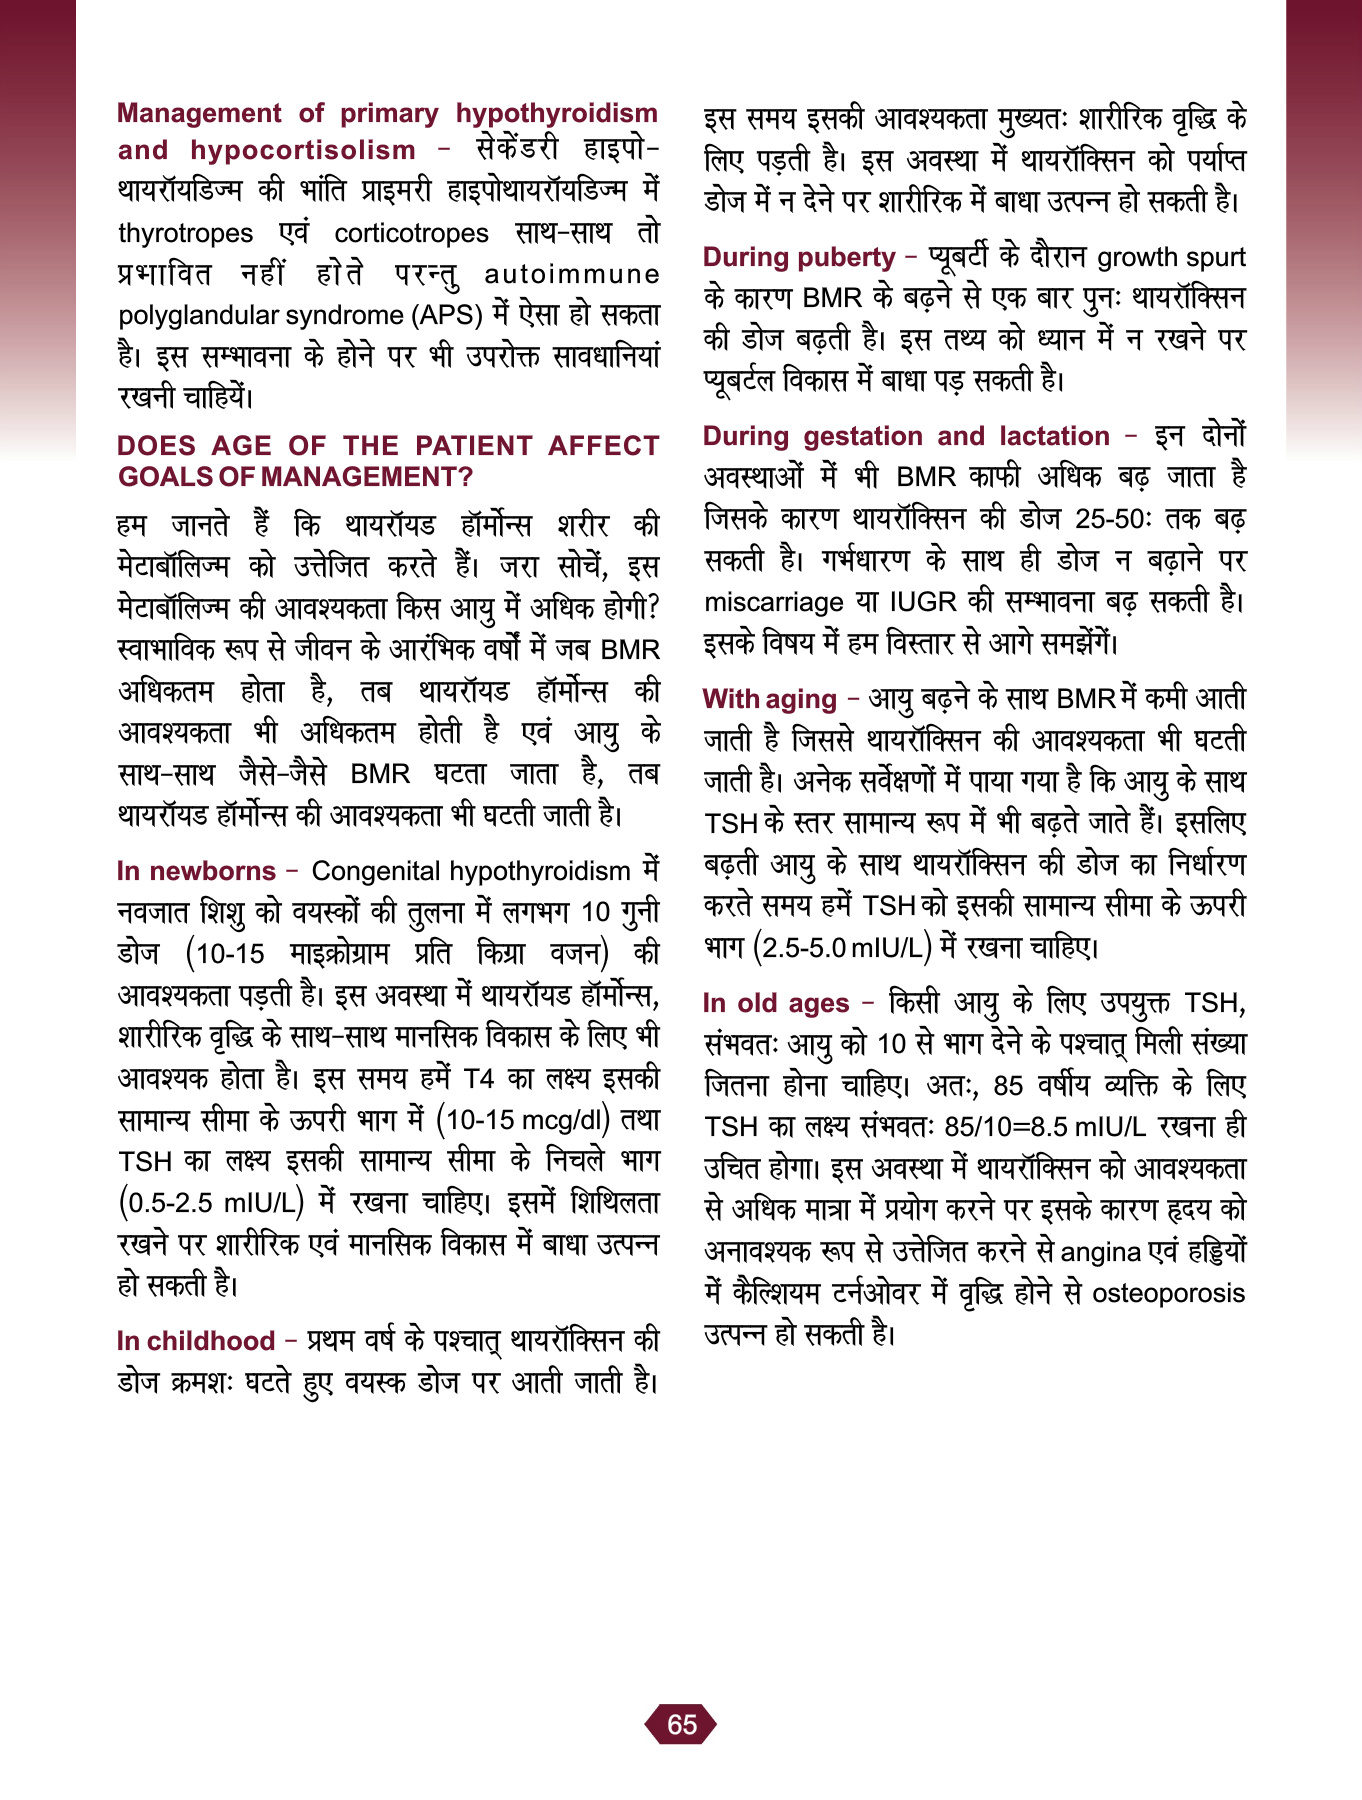 Management of primary hypothyroidism
and hypocortisolism – सेकेंडरी हाइपो-
थायरॉयडिज्म की भांति प्राइमरी हाइपोथायरॉयडिज्म में
thyrotropes एवं corticotropes साथ-साथ तो
प्रभावित नहीं होते परन्तु autoimmune
polyglandular syndrome (APS) में ऐसा हो सकता
है। इस सम्भावना के होने पर भी उपरोक्त सावधानियां
रखनी चाहियें।
DOES AGE OF THE PATIENT AFFECT
GOALS OF MANAGEMENT?
हम जानते हैं कि थायरॉयड हॉर्मोन्स शरीर की
मेटाबॉलिज्म को उत्तेजित करते हैं। जरा सोचें, इस
मेटाबॉलिज्म की आवश्यकता किस आयु में अधिक होगी?
स्वाभाविक रूप से जीवन के आरंभिक वर्षों में जब BMR
अधिकतम होता है, तब थायरॉयड हॉर्मोन्स की
आवश्यकता भी अधिकतम होती है एवं आयु के
साथ-साथ जैसे-जैसे BMR घटता जाता है, तब
थायरॉयड हॉर्मोन्स की आवश्यकता भी घटती जाती है।
In newborns – Congenital hypothyroidism में
नवजात शिशु को वयस्कों की तुलना में लगभग 10 गुनी
डोज (10-15 माइक्रोग्राम प्रति किग्रा वजन) की
आवश्यकता पड़ती है। इस अवस्था में थायरॉयड हॉर्मोन्स,
शारीरिक वृद्धि के साथ-साथ मानसिक विकास के लिए भी
आवश्यक होता है। इस समय हमें T4 का लक्ष्य इसकी
सामान्य सीमा के ऊपरी भाग में (10-15 mcg/dl) तथा
TSH का लक्ष्य इसकी सामान्य सीमा के निचले भाग
(0.5-2.5 mIU/L) में रखना चाहिए। इसमें शिथिलता
रखने पर शारीरिक एवं मानसिक विकास में बाधा उत्पन्न
हो सकती है।
In childhood – प्रथम वर्ष के पश्चात् थायरॉक्सिन की
डोज क्रमशः घटते हुए वयस्क डोज पर आती जाती है।
इस समय इसकी आवश्यकता मुख्यतः शारीरिक वृद्धि के
लिए पड़ती है। इस अवस्था में थायरॉक्सिन को पर्याप्त
डोज में न देने पर शारीरिक में बाधा उत्पन्न हो सकती है।
During puberty – प्यूबर्टी के दौरान growth spurt
के कारण BMR के बढ़ने से एक बार पुनः थायरॉक्सिन
की डोज बढ़ती है। इस तथ्य को ध्यान में न रखने पर
प्यूबर्टल विकास में बाधा पड़ सकती है।
During gestation and lactation – इन दोनों
अवस्थाओं में भी BMR काफी अधिक बढ़ जाता है
जिसके कारण थायरॉक्सिन की डोज 25-50ः तक बढ़
सकती है। गर्भधारण के साथ ही डोज न बढ़ाने पर
miscarriage या IUGR की सम्भावना बढ़ सकती है।
इसके विषय में हम विस्तार से आगे समझेंगें।
With aging – आयु बढ़ने के साथ BMR में कमी आती
जाती है जिससे थायरॉक्सिन की आवश्यकता भी घटती
जाती है। अनेक सर्वेक्षणों में पाया गया है कि आयु के साथ
TSH के स्तर सामान्य रूप में भी बढ़ते जाते हैं। इसलिए
बढ़ती आयु के साथ थायरॉक्सिन की डोज का निर्धारण
करते समय हमें TSH को इसकी सामान्य सीमा के ऊपरी
भाग (2.5-5.0 mIU/L) में रखना चाहिए।
In old ages – किसी आयु के लिए उपयुक्त TSH,
संभवतः आयु को 10 से भाग देने के पश्चात् मिली संख्या
जितना होना चाहिए। अतः, 85 वर्षीय व्यक्ति के लिए
TSH का लक्ष्य संभवतः 85/10=8.5 mIU/L रखना ही
उचित होगा। इस अवस्था में थायरॉक्सिन को आवश्यकता
से अधिक मात्रा में प्रयोग करने पर इसके कारण हृदय को
अनावश्यक रूप से उत्तेजित करने से angina एवं हड्डियों
में कैल्शियम टर्नओवर में वृद्धि होने से osteoporosis
उत्पन्न हो सकती है।
65